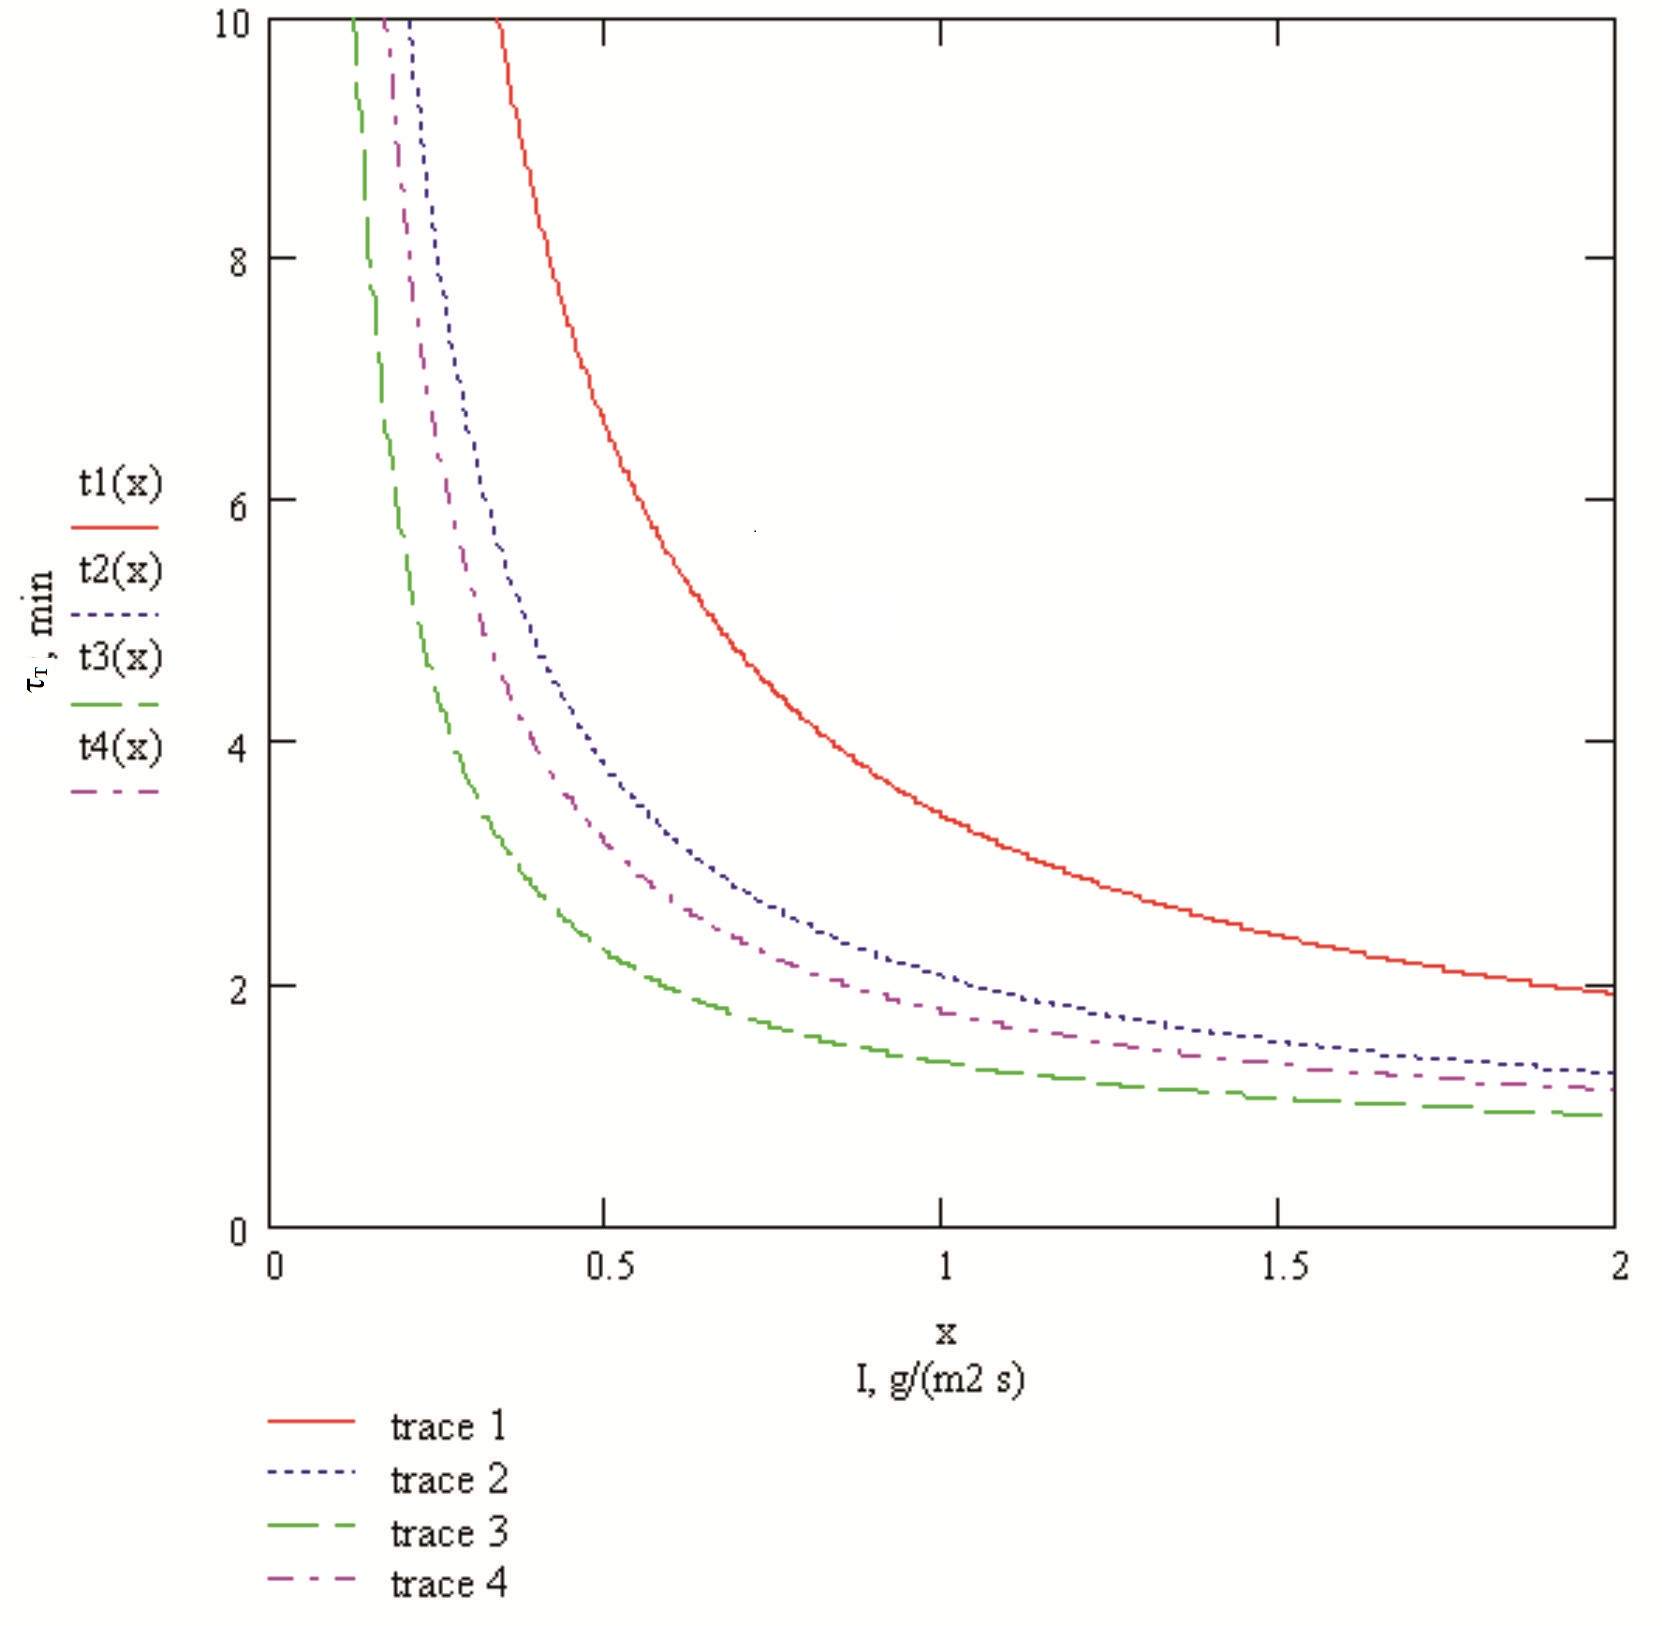 10
8
6
4
2
0
t1(x)
t2(x)
t3(x)
t4(x)
τT, min
0 0.5 1 1.5 2
x
I, g/(m2 s)
trace 1
trace 2
trace 3
trace 4